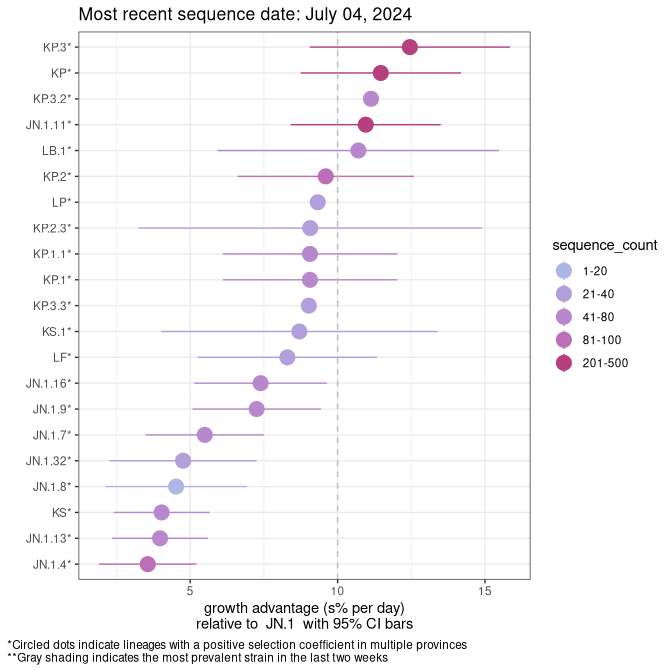 Most recent sequence date: July 04, 2024
KP.3*
KP*
KP.3.2*
JN.1.11*
LB.1*
KP.2*
LP*
KP.2.3*
KP.1.1*
KP.1*
KP.3.3*
KS.1*
LF*
JN.1.16*
JN.1.9*
JN.1.7*
JN.1.32*
JN.1.8*
KS*
JN.1.13*
JN.1.4*
5 10 15
growth advantage (s% per day)
relative to JN.1 with 95% CI bars
sequence_count
1-20
21-40
41-80
81-100
201-500
*Circled dots indicate lineages with a positive selection coefficient in multiple provinces
**Gray shading indicates the most prevalent strain in the last two weeks